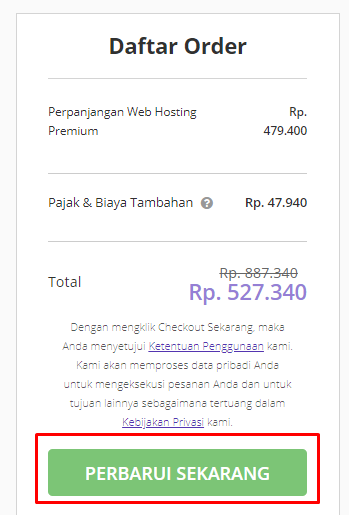 Daftar Order
Perpanjangan Web Hosting Rp.
Premium 479.400
Pajak & Biaya Tambahan ? Rp. 47.940
Rp. 887.340
Total Rp. 527.340
Dengan mengklik Checkout Sekarang, maka
Anda menyetujui Ketentuan Penggunaan kami.
Kami akan memproses data pribadi Anda
untuk mengeksekusi pesanan Anda dan untuk
tujuan lainnya sebagaimana tertuang dalam
Kebijakan Privasi kami.
PERBARUI SEKARANG